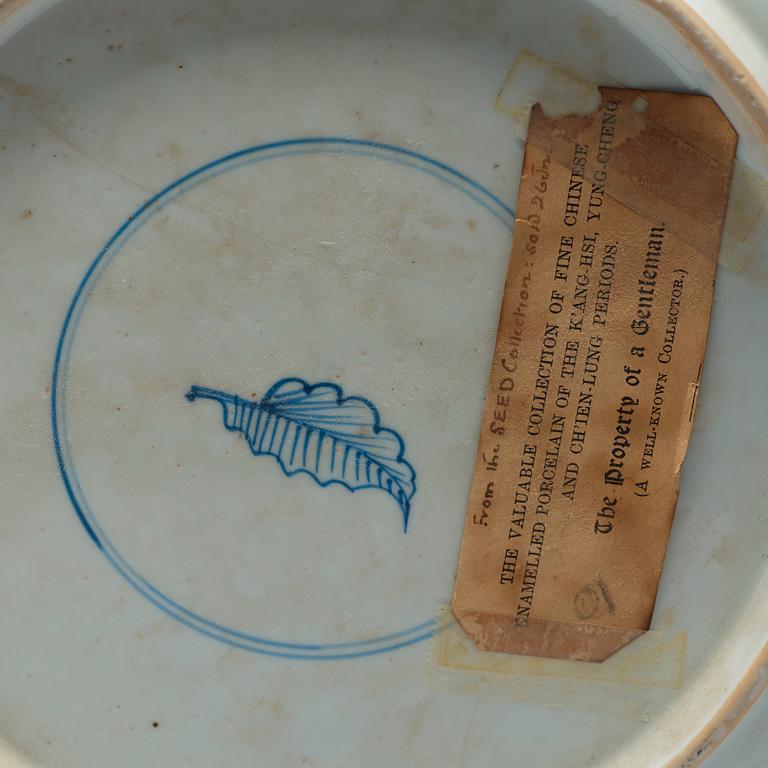 From the SEED Collection: sold 26
THE VALUABLE COLLECTION OF FINE CHINESE
ENAMELLED PORCELAIN OF THE K'ANG-HSI, YUNG-CHENG
AND CH'IEN-LUNG PERIODS.
The Property of a Gentleman.
(A WELL-KNOWN COLLECTOR.)